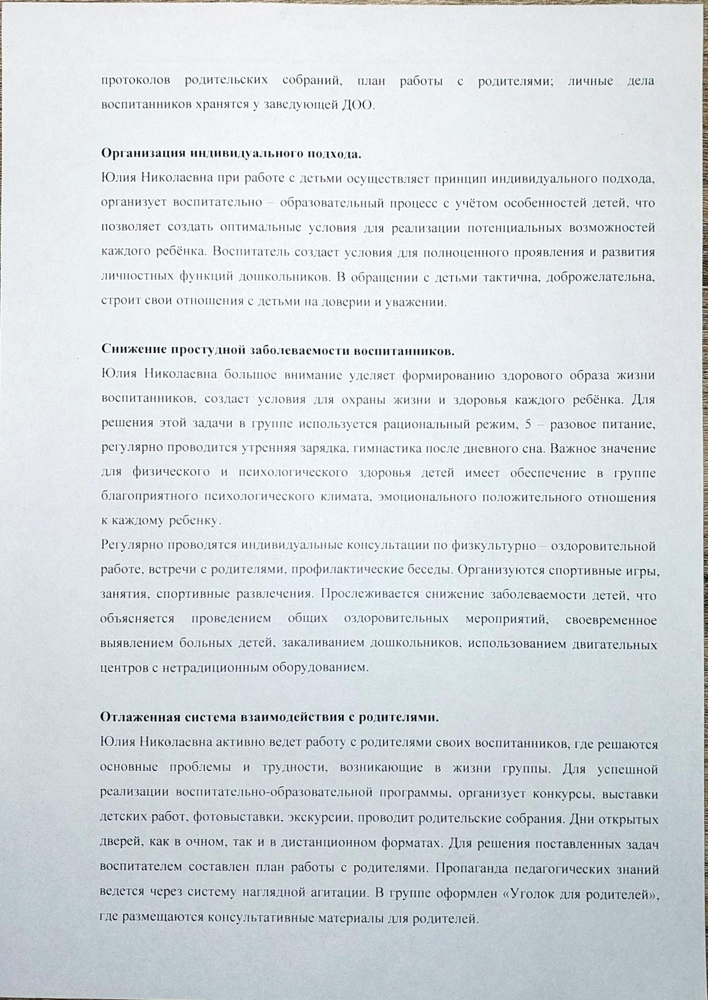 протоколов родительских собраний, план работы с родителями; личные дела
воспитанников хранятся у заведующей ДОО.
Организация индивидуального подхода.
Юлия Николаевна при работе с детьми осуществляет принцип индивидуального подхода,
организует воспитательно – образовательный процесс с учётом особенностей детей, что
позволяет создать оптимальные условия для реализации потенциальных возможностей
каждого ребёнка. Воспитатель создает условия для полноценного проявления и развития
личностных функций дошкольников. В обращении с детьми тактична, доброжелательна,
строит свои отношения с детьми на доверии и уважении.
Снижение простудной заболеваемости воспитанников.
Юлия Николаевна большое внимание уделяет формированию здорового образа жизни
воспитанников, создает условия для охраны жизни и здоровья каждого ребёнка. Для
решения этой задачи в группе используется рациональный режим, 5 – разовое питание,
регулярно проводится утренняя зарядка, гимнастика после дневного сна. Важное значение
для физического и психологического здоровья детей имеет обеспечение в группе
благоприятного психологического климата, эмоционального положительного отношения
к каждому ребенку.
Регулярно проводятся индивидуальные консультации по физкультурно – оздоровительной
работе, встречи с родителями, профилактические беседы. Организуются спортивные игры,
занятия, спортивные развлечения. Прослеживается снижение заболеваемости детей, что
объясняется проведением общих оздоровительных мероприятий, своевременное
выявлением больных детей, закаливанием дошкольников, использованием двигательных
центров с нетрадиционным оборудованием.
Отлаженная система взаимодействия с родителями.
Юлия Николаевна активно ведет работу с родителями своих воспитанников, где решаются
основные проблемы и трудности, возникающие в жизни группы. Для успешной
реализации воспитательно-образовательной программы, организует конкурсы, выставки
детских работ, фотовыставки, экскурсии, проводит родительские собрания. Дни открытых
дверей, как в очном, так и в дистанционном форматах. Для решения поставленных задач
воспитателем составлен план работы с родителями. Пропаганда педагогических знаний
ведется через систему наглядной агитации. В группе оформлен «Уголок для родителей»,
где размещаются консультативные материалы для родителей.